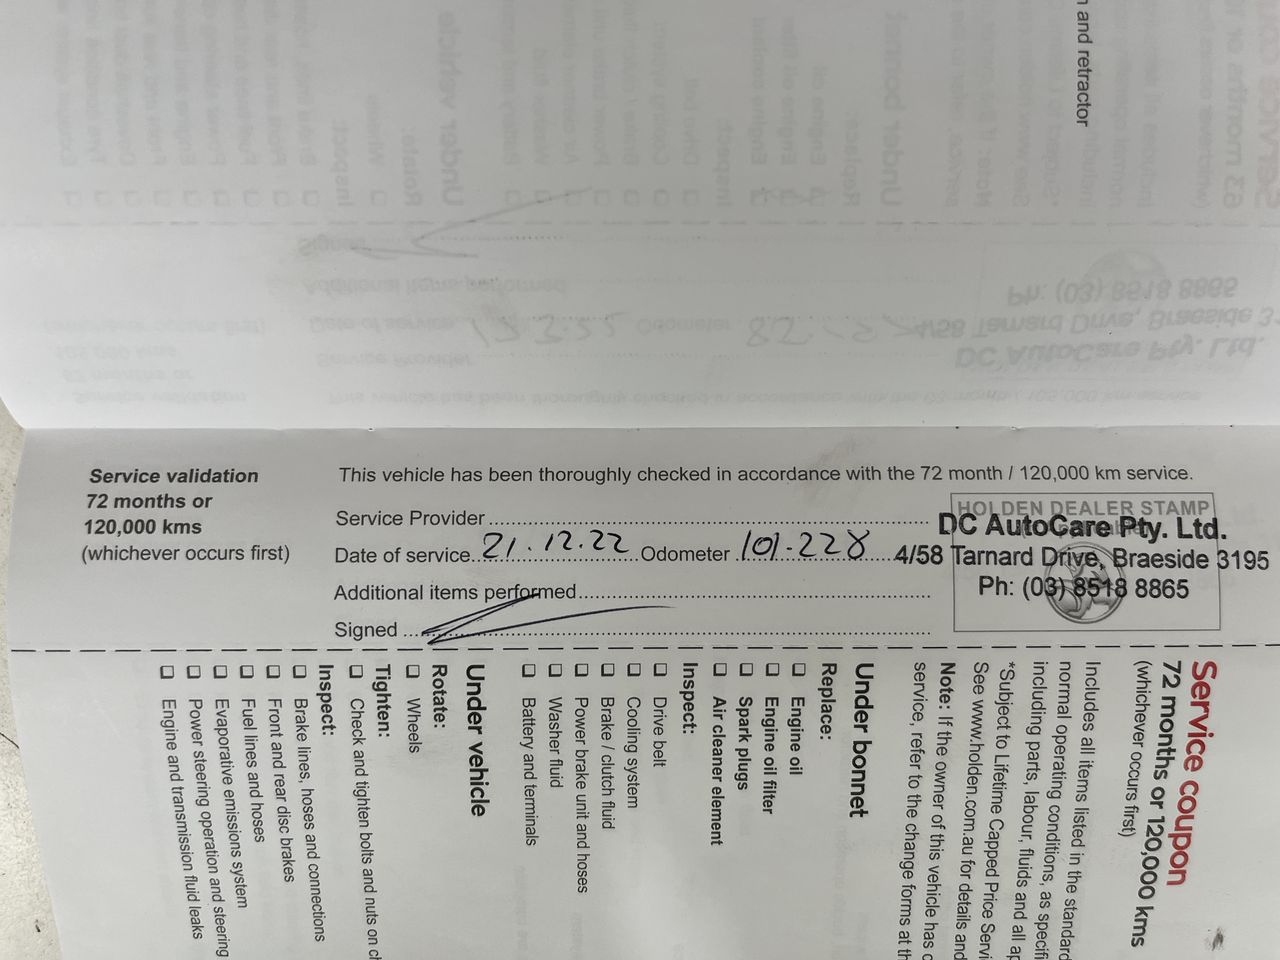 n and retractor
Service validation
72 months or
120,000 kms
(whichever occurs first)
This vehicle has been thoroughly checked in accordance with the 72 month / 120,000 km service.
Service Provider
Date of service 21.12.22 Odometer 101-228
Additional items performed
Signed
HOLDEN DEALER STAMP
DC AutoCare Pty. Ltd.
4/58 Tarnard Drive, Braeside 3195
Ph: (03) 8518 8865
Service coupon
72 months or 120,000 kms
(whichever occurs first)
Includes all items listed in the standard
normal operating conditions, as specifi
including parts, labour, fluids and all ap
*Subject to Lifetime Capped Price Servi
See www.holden.com.au for details and
Note: If the owner of this vehicle has c
service, refer to the change forms at th
Under bonnet
Replace:
Engine oil
Engine oil filter
Spark plugs
Air cleaner element
Inspect:
Drive belt
Cooling system
Brake / clutch fluid
Power brake unit and hoses
Washer fluid
Battery and terminals
Under vehicle
Rotate:
Wheels
Tighten:
Check and tighten bolts and nuts on ch
Inspect:
Brake lines, hoses and connections
Front and rear disc brakes
Fuel lines and hoses
Evaporative emissions system
Power steering operation and steering
Engine and transmission fluid leaks